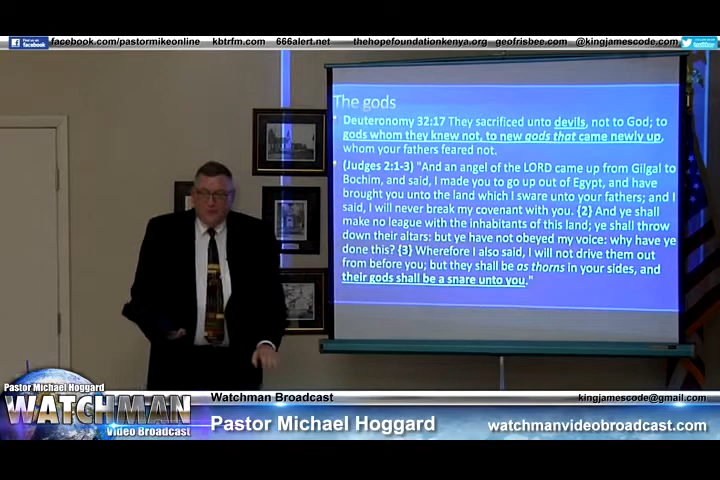 Find us on facebook facebook.com/pastormikeonline kbtrfm.com 666alert.net thehopefoundationkenya.org geofrisbee.com @kingjamescode.com twitter
The gods
Deuteronomy 32:17 They sacrificed unto devils, not to God; to
gods whom they knew not, to new gods that came newly up,
whom your fathers feared not.
(Judges 2:1-3) "And an angel of the LORD came up from Gilgal to
Bochim, and said, I made you to go up out of Egypt, and have
brought you unto the land which I sware unto your fathers; and I
said, I will never break my covenant with you. {2} And ye shall
make no league with the inhabitants of this land; ye shall throw
down their altars: but ye have not obeyed my voice: why have ye
done this? {3} Wherefore I also said, I will not drive them out
from before you; but they shall be as thorns in your sides, and
their gods shall be a snare unto you."
Pastor Michael Hoggard
WATCHMAN
Video Broadcast
Watchman Broadcast kingjamescode@gmail.com
Pastor Michael Hoggard watchmanvideobroadcast.com